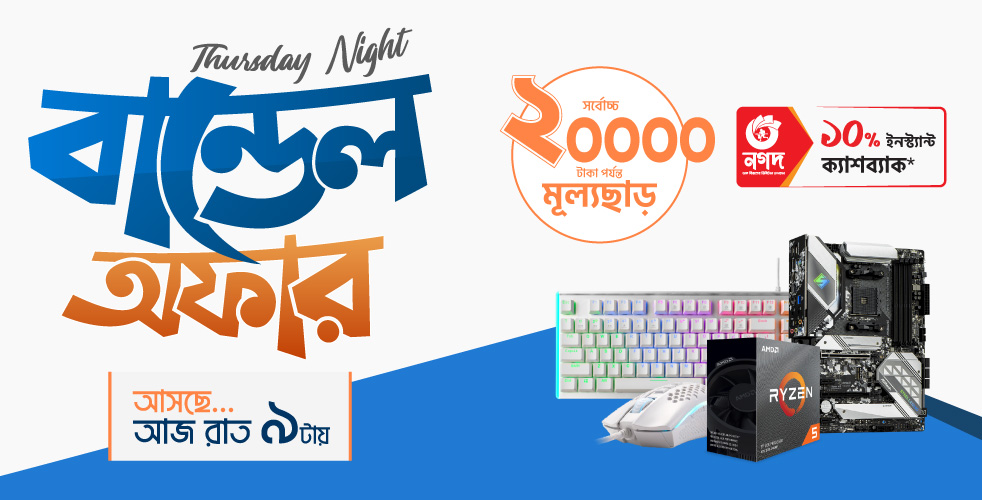 Thursday Night
বান্ডেল
অফার
আসছে...
আজ রাত ৯টায়
সর্বোচ্চ
২০০০০
টাকা পর্যন্ত
মূল্যছাড়
নগদ
১০% ইনস্ট্যান্ট
ক্যাশব্যাক*
AMD
RYZEN
5